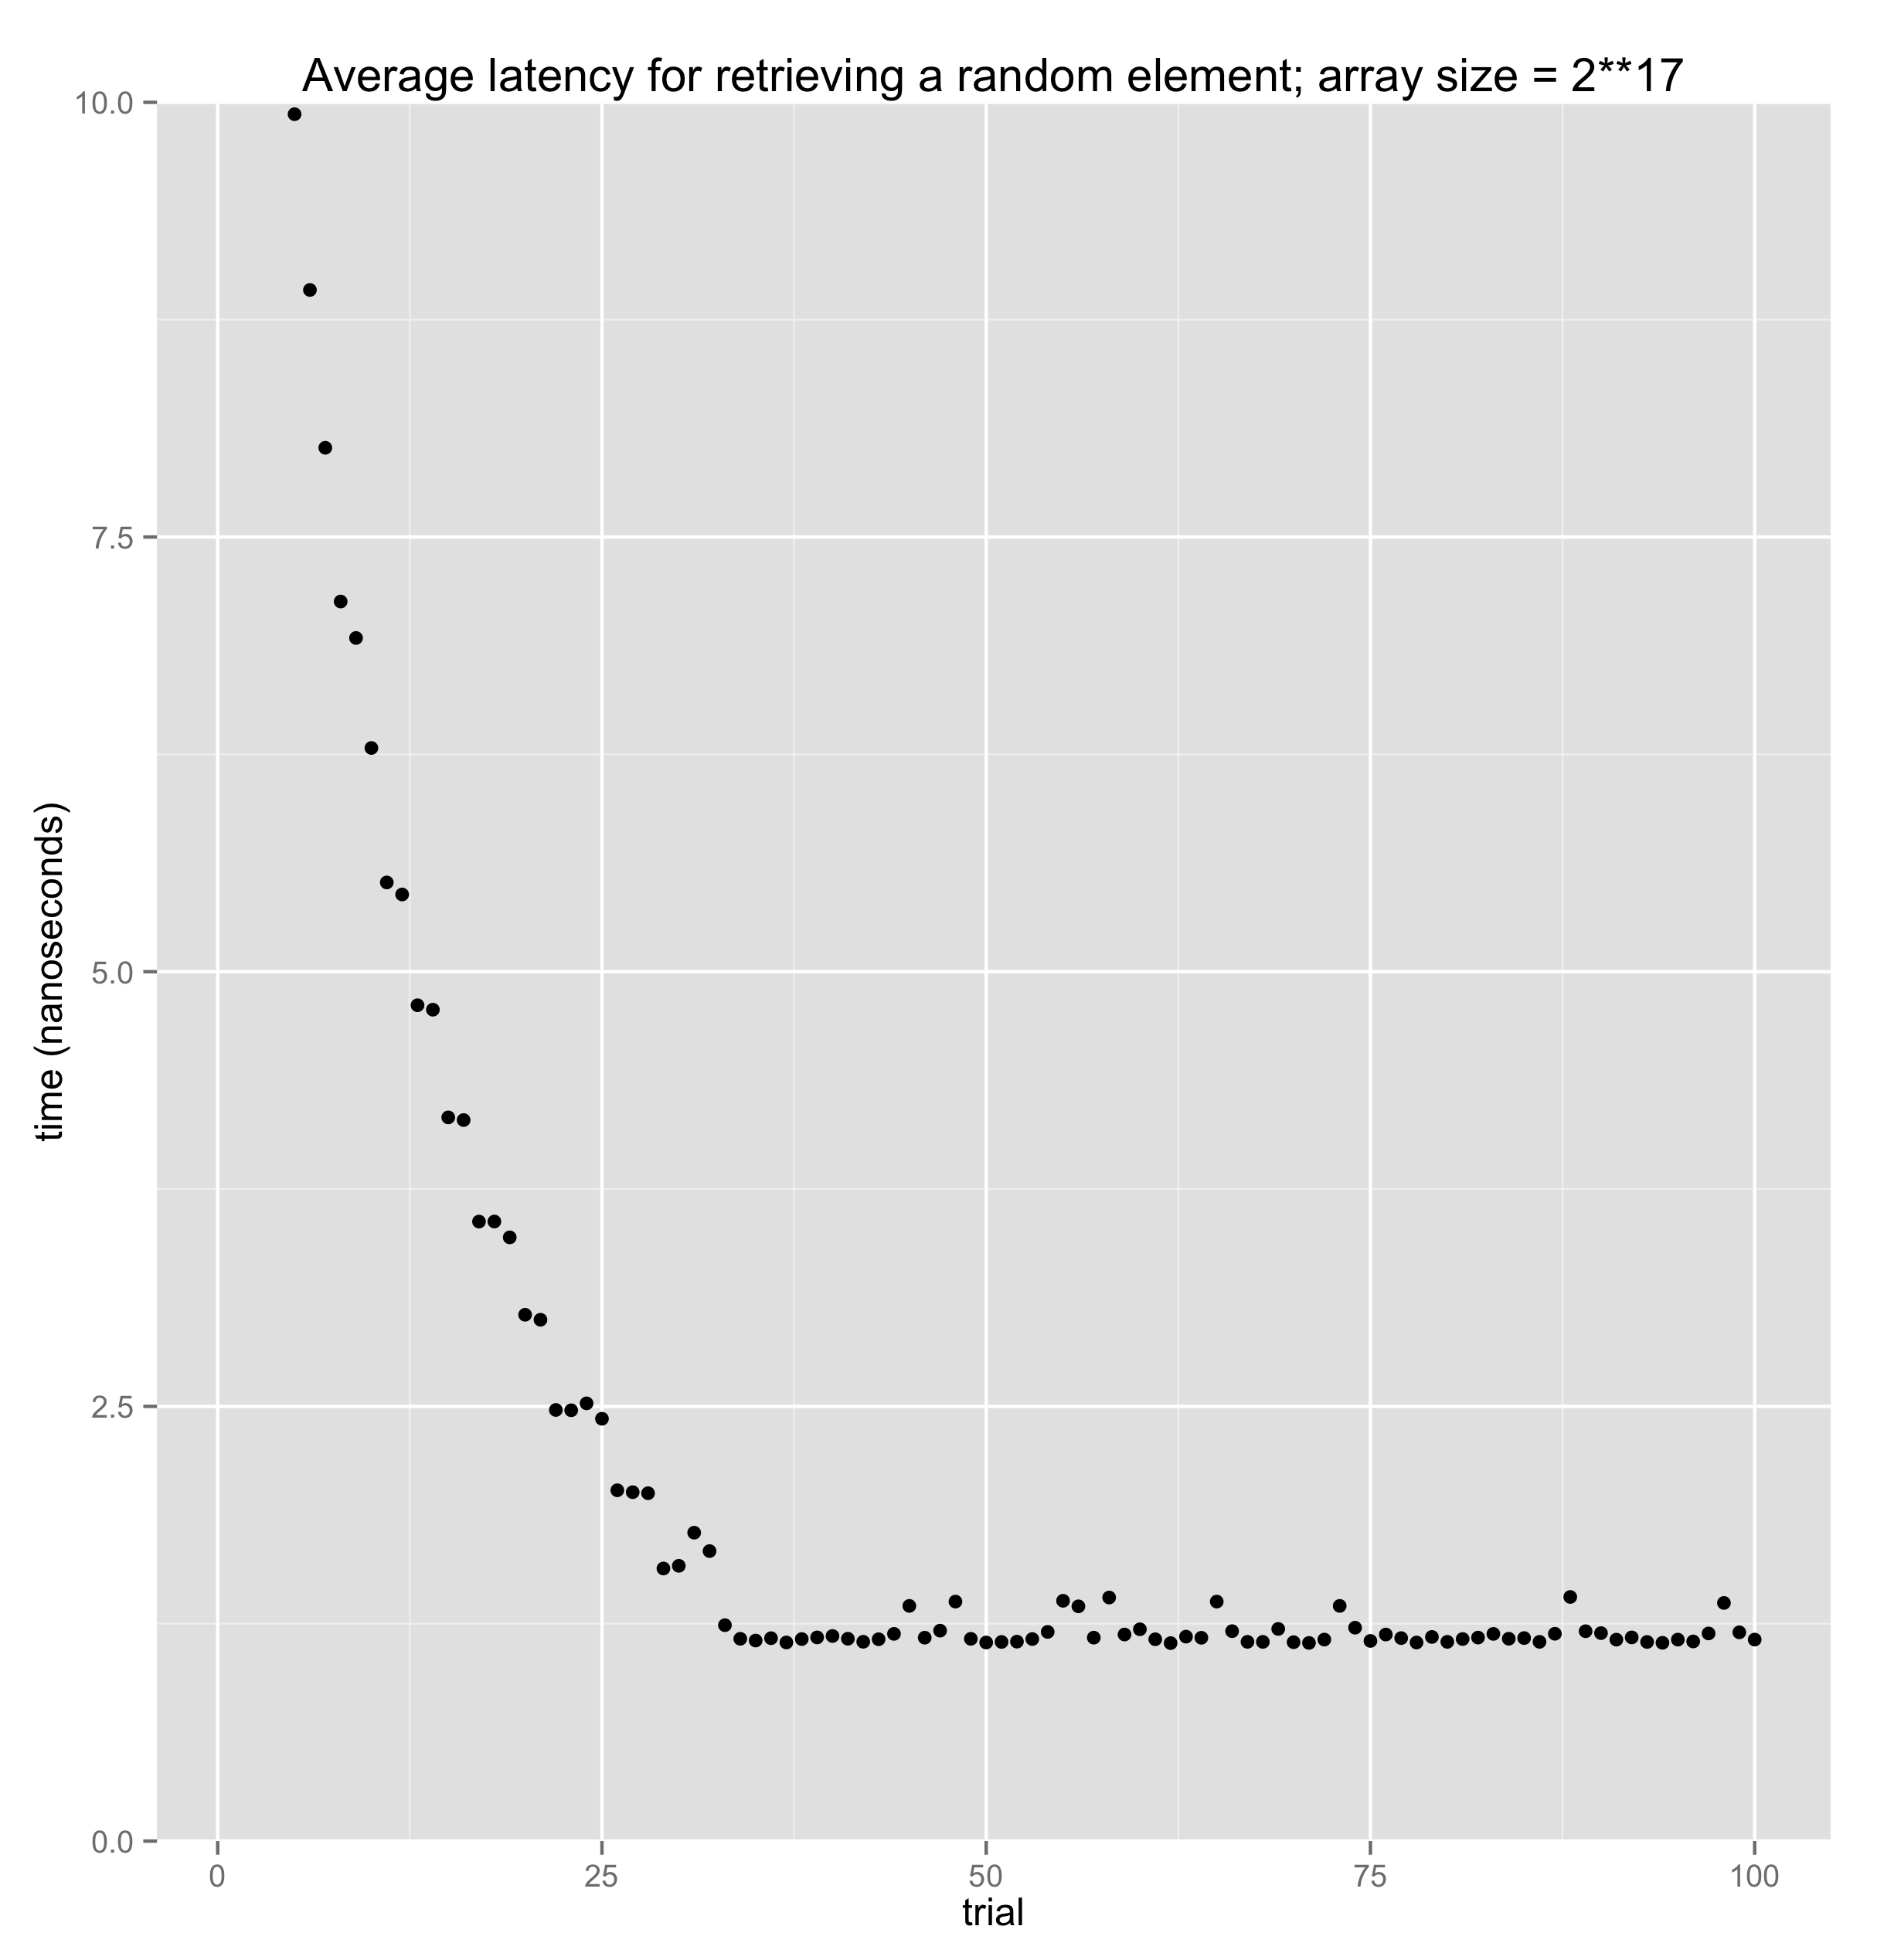 Average latency for retrieving a random element; array size = 2**17
10.0
7.5
5.0
2.5
0.0
time (nanoseconds)
0 25 50 75 100
trial